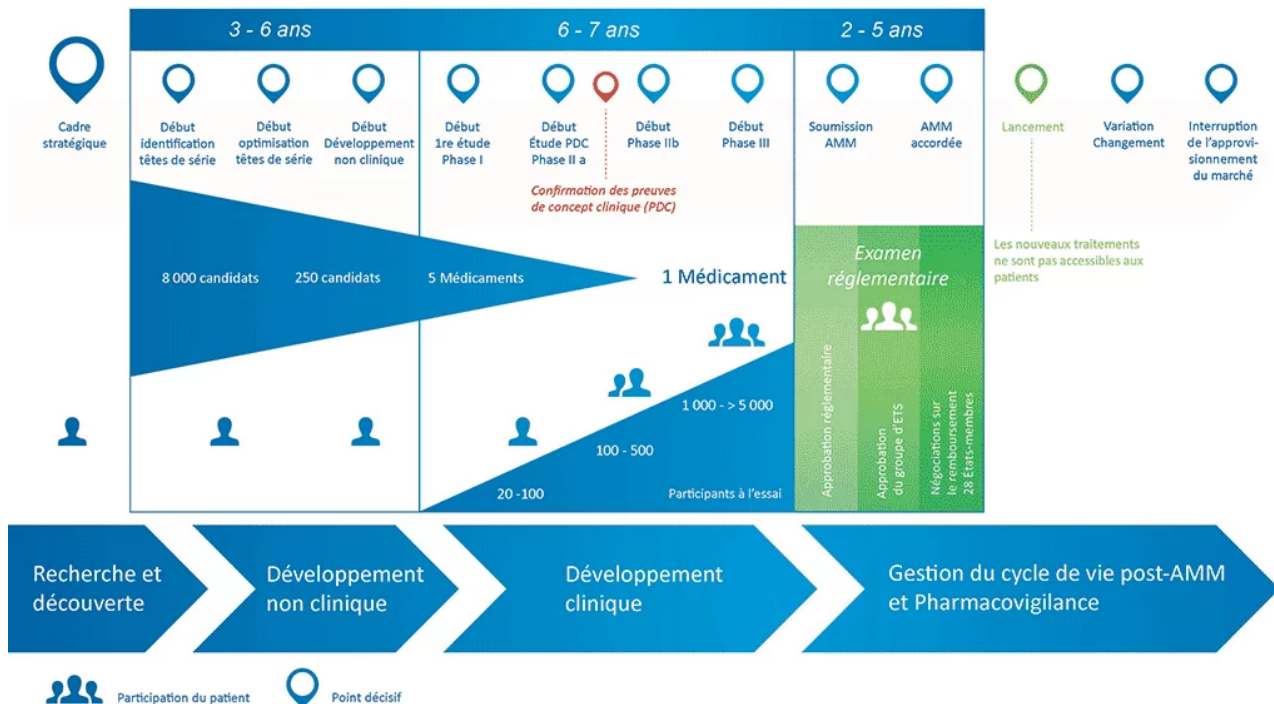 3 - 6 ans
6 - 7 ans
2 - 5 ans
Cadre
stratégique
Début
identification
têtes de série
Début
optimisation
têtes de série
Début
Développement
non clinique
Début
1re étude
Phase I
Début
Étude PDC
Phase II a
Début
Phase IIb
Début
Phase III
Soumission
AMM
AMM
accordée
Lancement
Variation
Changement
Interruption
de l'approvi-
sionnement
du marché
Confirmation des preuves
de concept clinique (PDC)
8 000 candidats
250 candidats
5 Médicaments
1 Médicament
Examen
réglementaire
Les nouveaux traitements
ne sont pas accessibles aux
patients
20 -100
100 - 500
1 000 - > 5 000
Participants à l'essai
Approbation réglementaire
Approbation
du groupe d'ETS
Négociations sur
le remboursement
28 États-membres
Recherche et
découverte
Développement
non clinique
Développement
clinique
Gestion du cycle de vie post-AMM
et Pharmacovigilance
Participation du patient
Point décisif